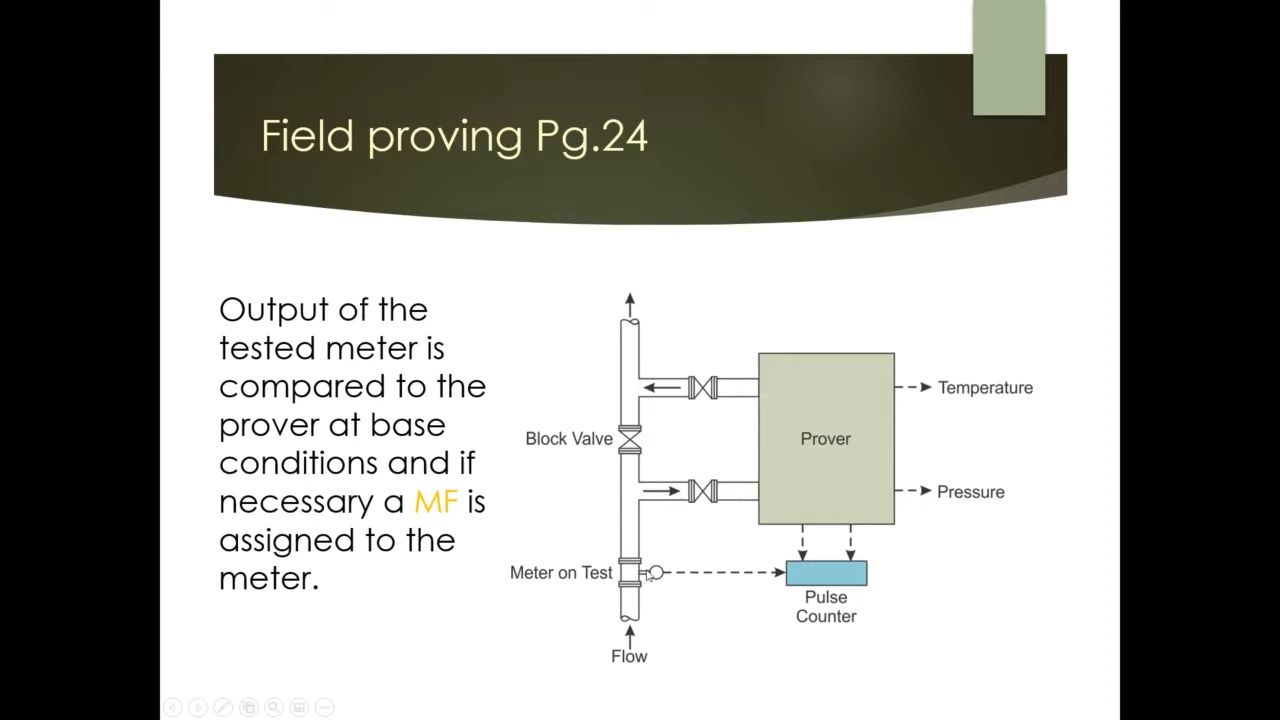 Field proving Pg.24
Output of the
tested meter is
compared to the
prover at base
conditions and if
necessary a MF is
assigned to the
meter.
Temperature
Block Valve
Prover
Pressure
Meter on Test
Pulse
Counter
Flow